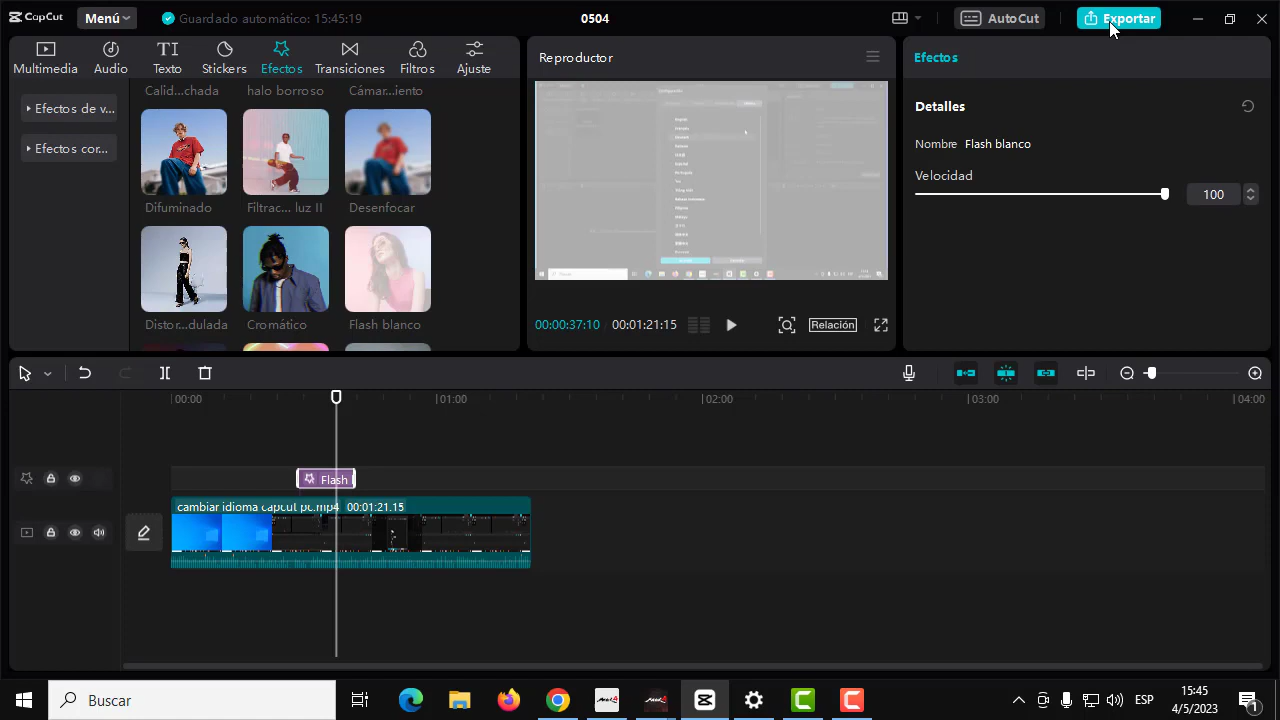 CapCut
Menú
Guardado automático: 15:45:19
0504
AutoCut
Exportar
Multimedia
Audio
Texto
Stickers
Efectos
Transiciones
Filtros
Ajuste
Reproductor
Efectos
Calid...chada
halo borroso
Cámar...iento
Efectos de v...
Efectos cor...
Difuminado
Filtrac... luz II
Desenfocar
Distor...dulada
Cromático
Flash blanco
Detalles
Nombre Flash blanco
Velocidad
100
00:00:37:10
00:01:21:15
Relación
00:00
01:00
02:00
03:00
04:00
Flash
cambiar idioma capcut pc.mp4 00:01:21.15
Buscar
ESP
15:45
4/5/2023
1